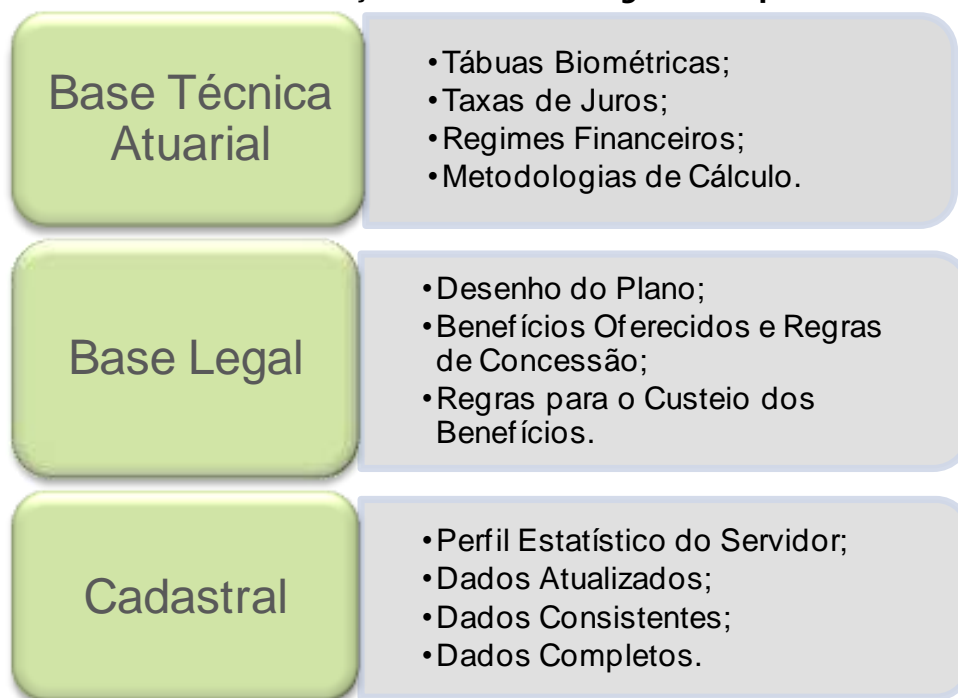 Base Técnica
Atuarial
•Tábuas Biométricas;
•Taxas de Juros;
•Regimes Financeiros;
•Metodologias de Cálculo.
Base Legal
•Desenho do Plano;
•Benefícios Oferecidos e Regras
de Concessão;
•Regras para o Custeio dos
Benefícios.
Cadastral
•Perfil Estatístico do Servidor;
•Dados Atualizados;
•Dados Consistentes;
•Dados Completos.